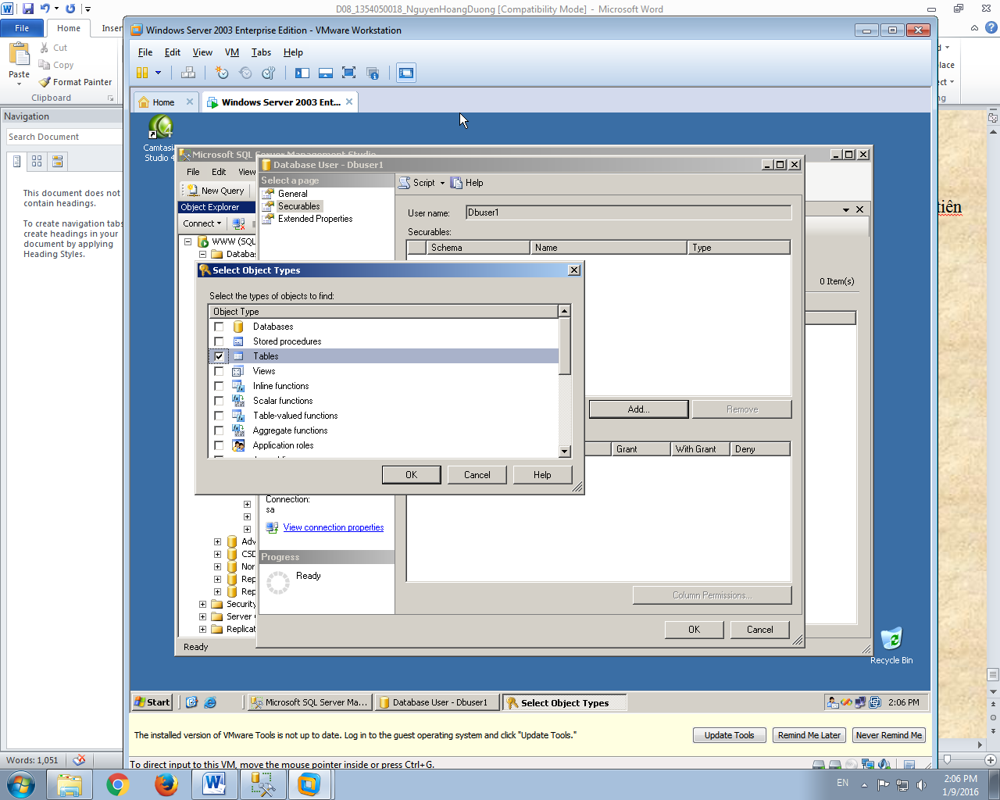 D08_1354050018_NguyenHoangDuong [Compatibility Mode] - Microsoft Word
File
Home
Inser
Paste
Cut
Copy
Format Painter
Clipboard
Navigation
Search Document
This document does not
contain headings.
To create navigation tabs,
create headings in your
document by applying
Heading Styles.
Words: 1,051
tiên
Windows Server 2003 Enterprise Edition - VMware Workstation
File Edit View VM Tabs Help
Home
Windows Server 2003 Ent...
Camtasia
Studio 4
Microsoft SQL Server Management Studio
File Edit View
New Query
Object Explorer
Connect
WWW (SQL
Databas
Adv
CSD
Nor
Rep
Rep
Security
Server
Replicat
Ready
0 Item(s)
Database User - Dbuser1
Select a page
General
Securables
Extended Properties
Script
Help
User name:
Dbuser1
Securables:
Schema Name Type
Add...
Remove
Grant With Grant Deny
Column Permissions...
OK
Cancel
Connection:
sa
View connection properties
Progress
Ready
Select Object Types
Select the types of objects to find:
Object Type
Databases
Stored procedures
Tables
Views
Inline functions
Scalar functions
Table-valued functions
Aggregate functions
Application roles
OK
Cancel
Help
Recycle Bin
Start
Microsoft SQL Server Ma...
Database User - Dbuser1
Select Object Types
2:06 PM
The installed version of VMware Tools is not up to date. Log in to the guest operating system and click "Update Tools."
Update Tools
Remind Me Later
Never Remind Me
To direct input to this VM, move the mouse pointer inside or press Ctrl+G.
EN
2:06 PM
1/9/2016